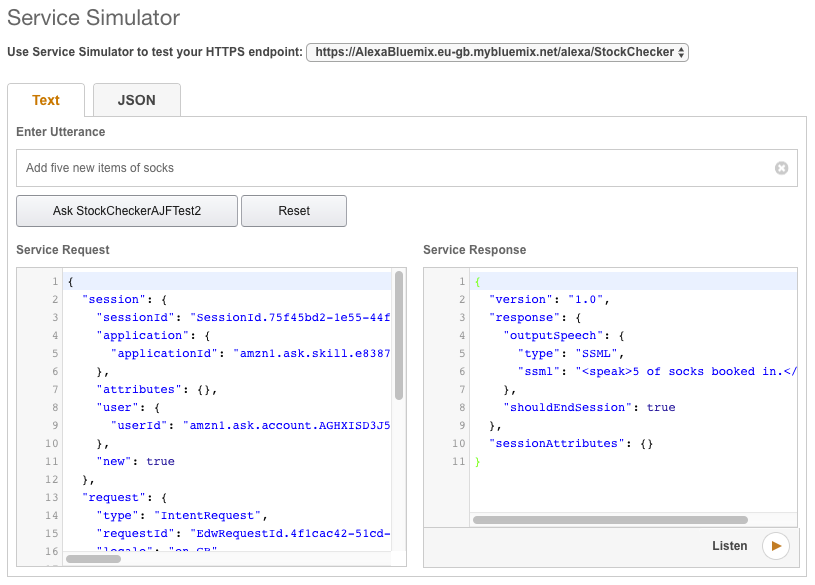 Service Simulator
Use Service Simulator to test your HTTPS endpoint: https://AlexaBluemix.eu-gb.mybluemix.net/alexa/StockChecker
Text JSON
Enter Utterance
Add five new items of socks
Ask StockCheckerAJFTest2 Reset
Service Request
1 {
2 "session": {
3 "sessionId": "SessionId.75f45bd2-1e55-44f
4 "application": {
5 "applicationId": "amzn1.ask.skill.e8387
6 },
7 "attributes": {},
8 "user": {
9 "userId": "amzn1.ask.account.AGHXISD3J5
10 },
11 "new": true
12 },
13 "request": {
14 "type": "IntentRequest",
15 "requestId": "EdwRequestId.4f1cac42-51cd-
16 "locale": "en-GB"
Service Response
1 {
2 "version": "1.0",
3 "response": {
4 "outputSpeech": {
5 "type": "SSML",
6 "ssml": "<speak>5 of socks booked in.</
7 },
8 "shouldEndSession": true
9 },
10 "sessionAttributes": {}
11 }
Listen